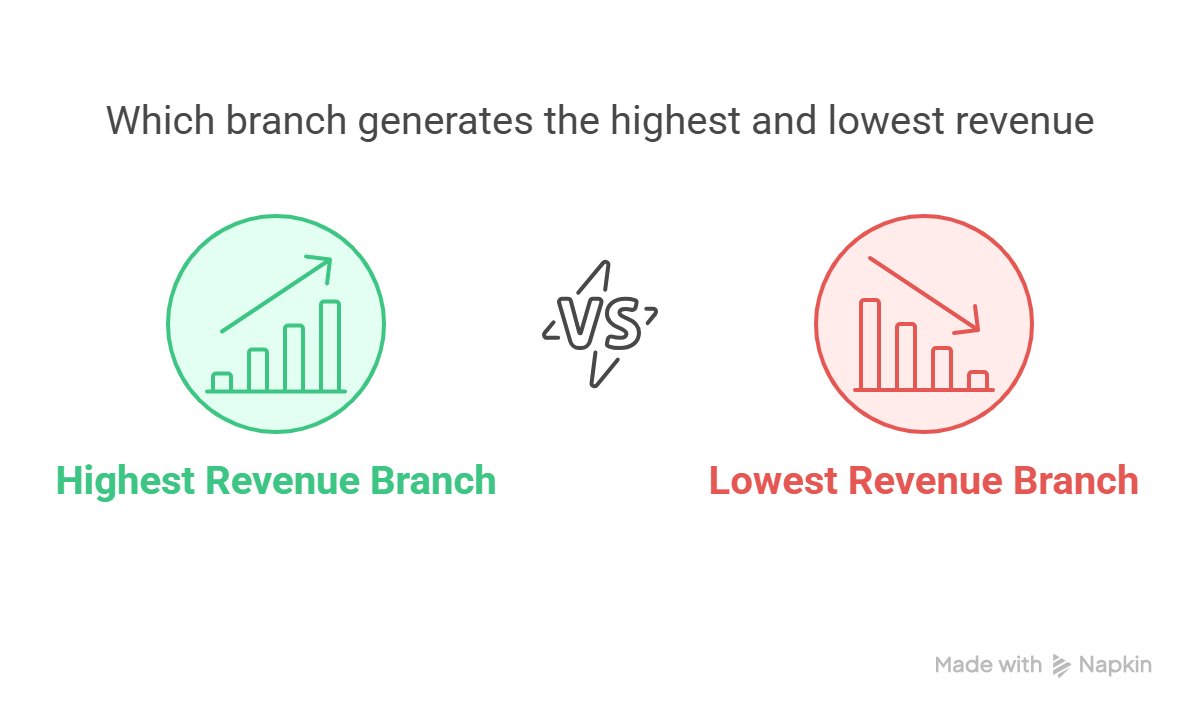 Which branch generates the highest and lowest revenue
VS
Highest Revenue Branch
Lowest Revenue Branch
Made with Napkin